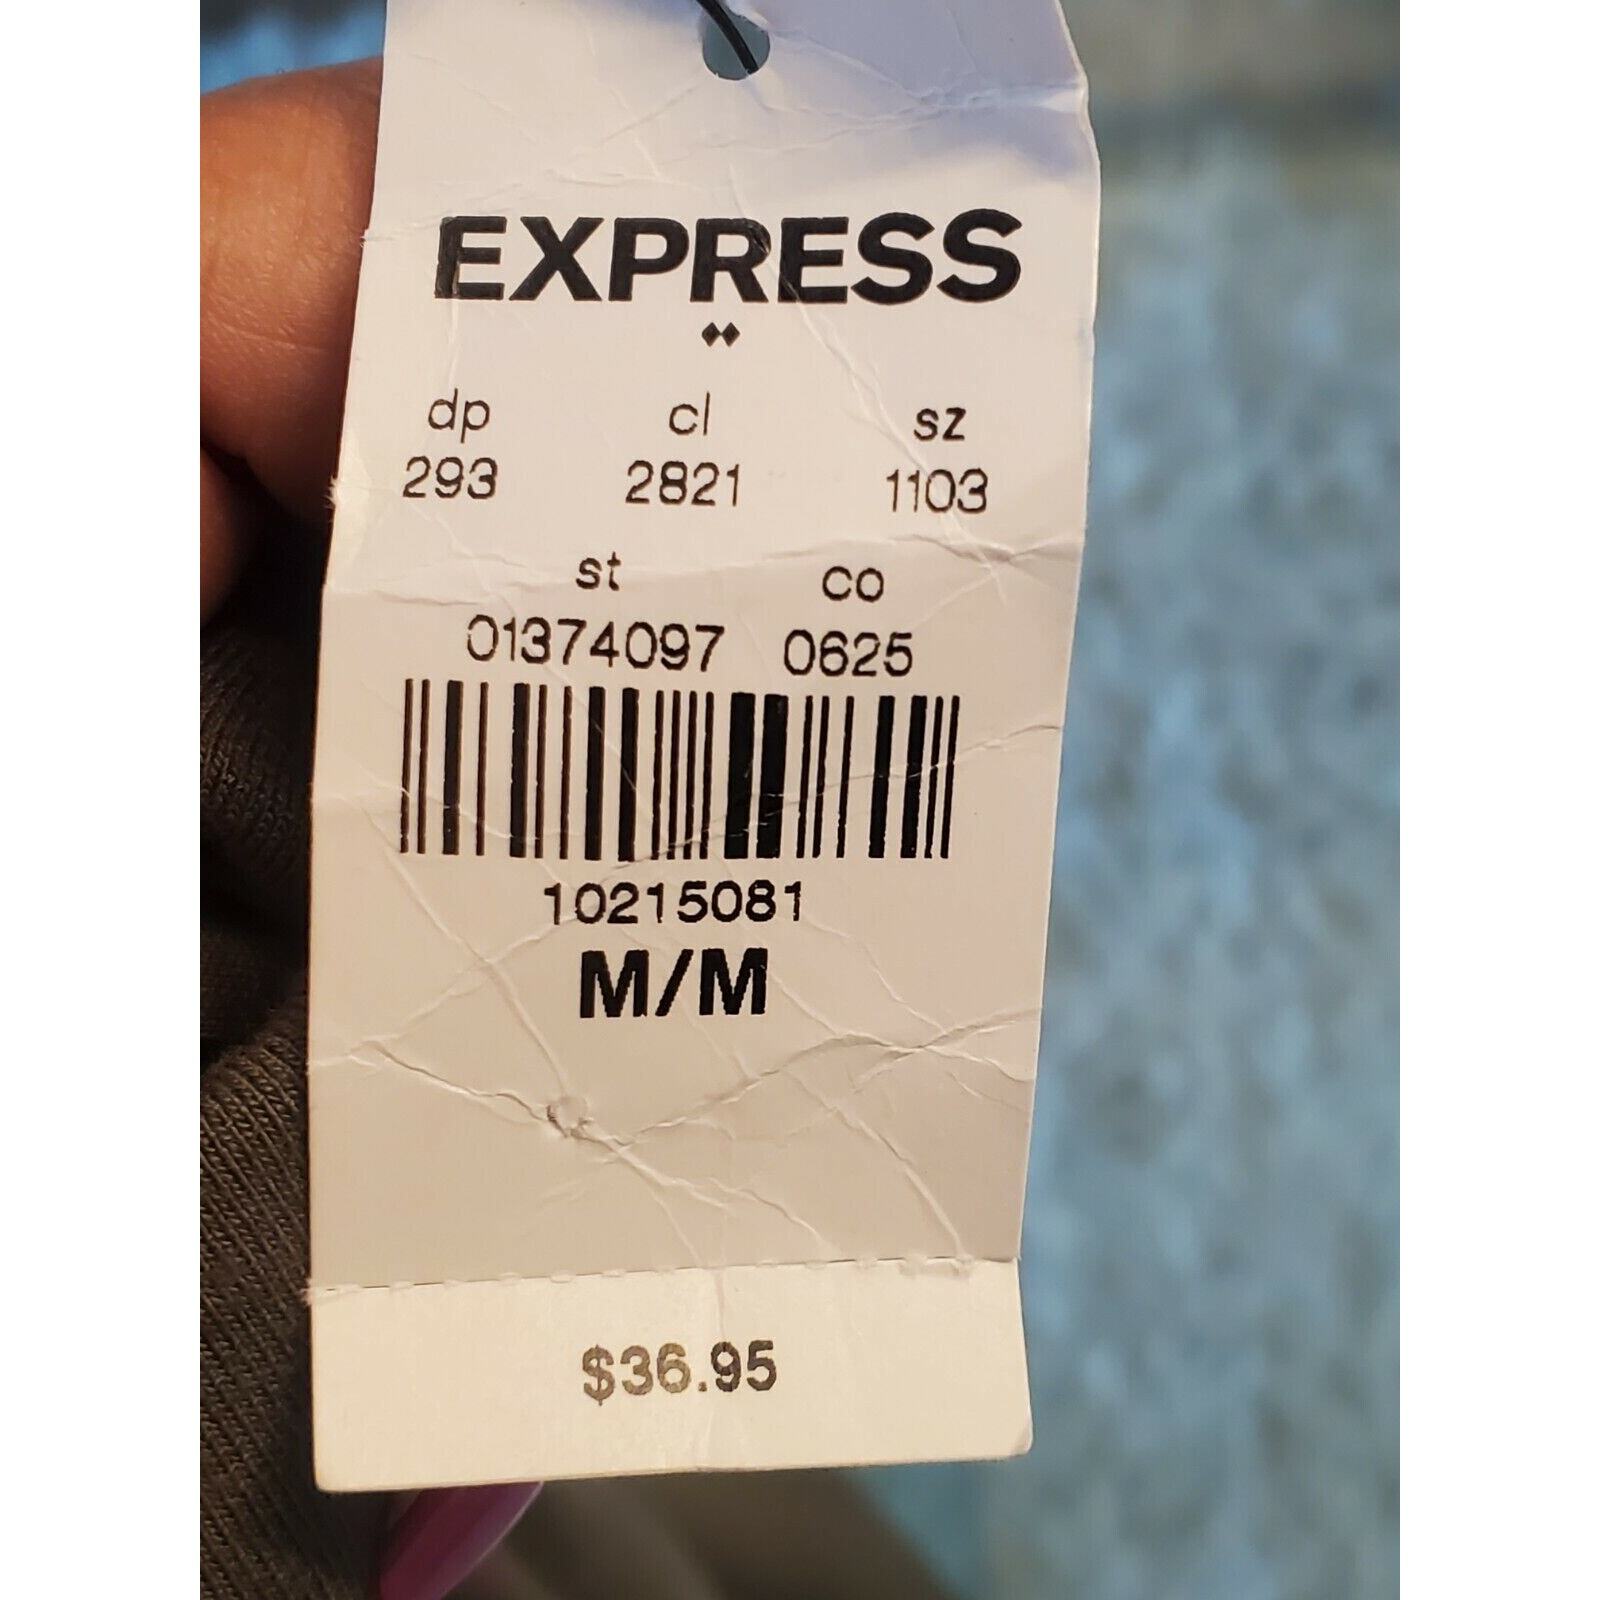 EXPRESS
dp cl sz
293 2821 1103
st co
01374097 0625
10215081
M/M
$36.95